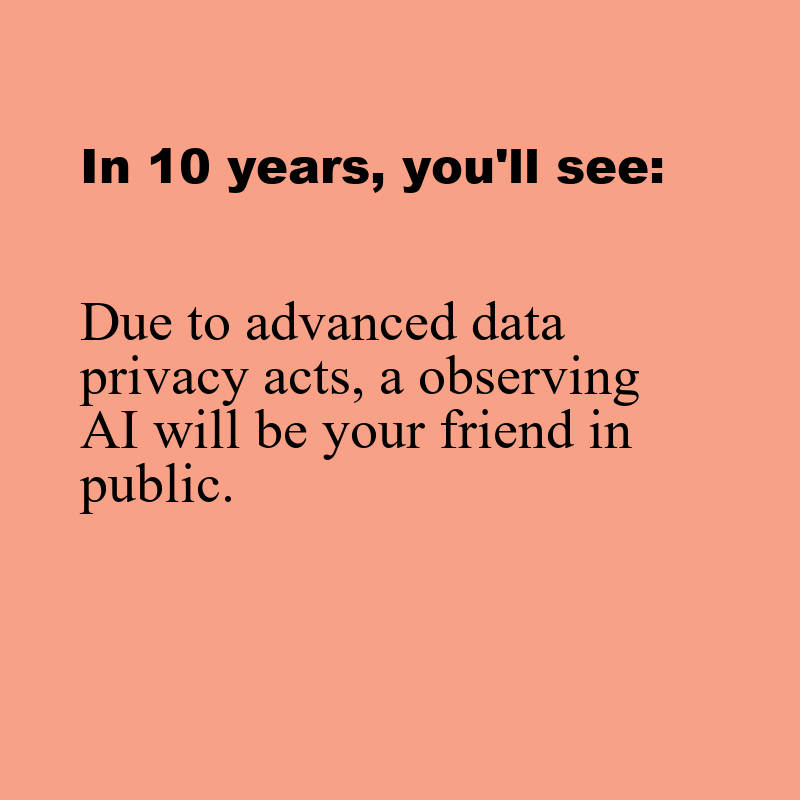 In 10 years, you'll see:
Due to advanced data
privacy acts, a observing
AI will be your friend in
public.